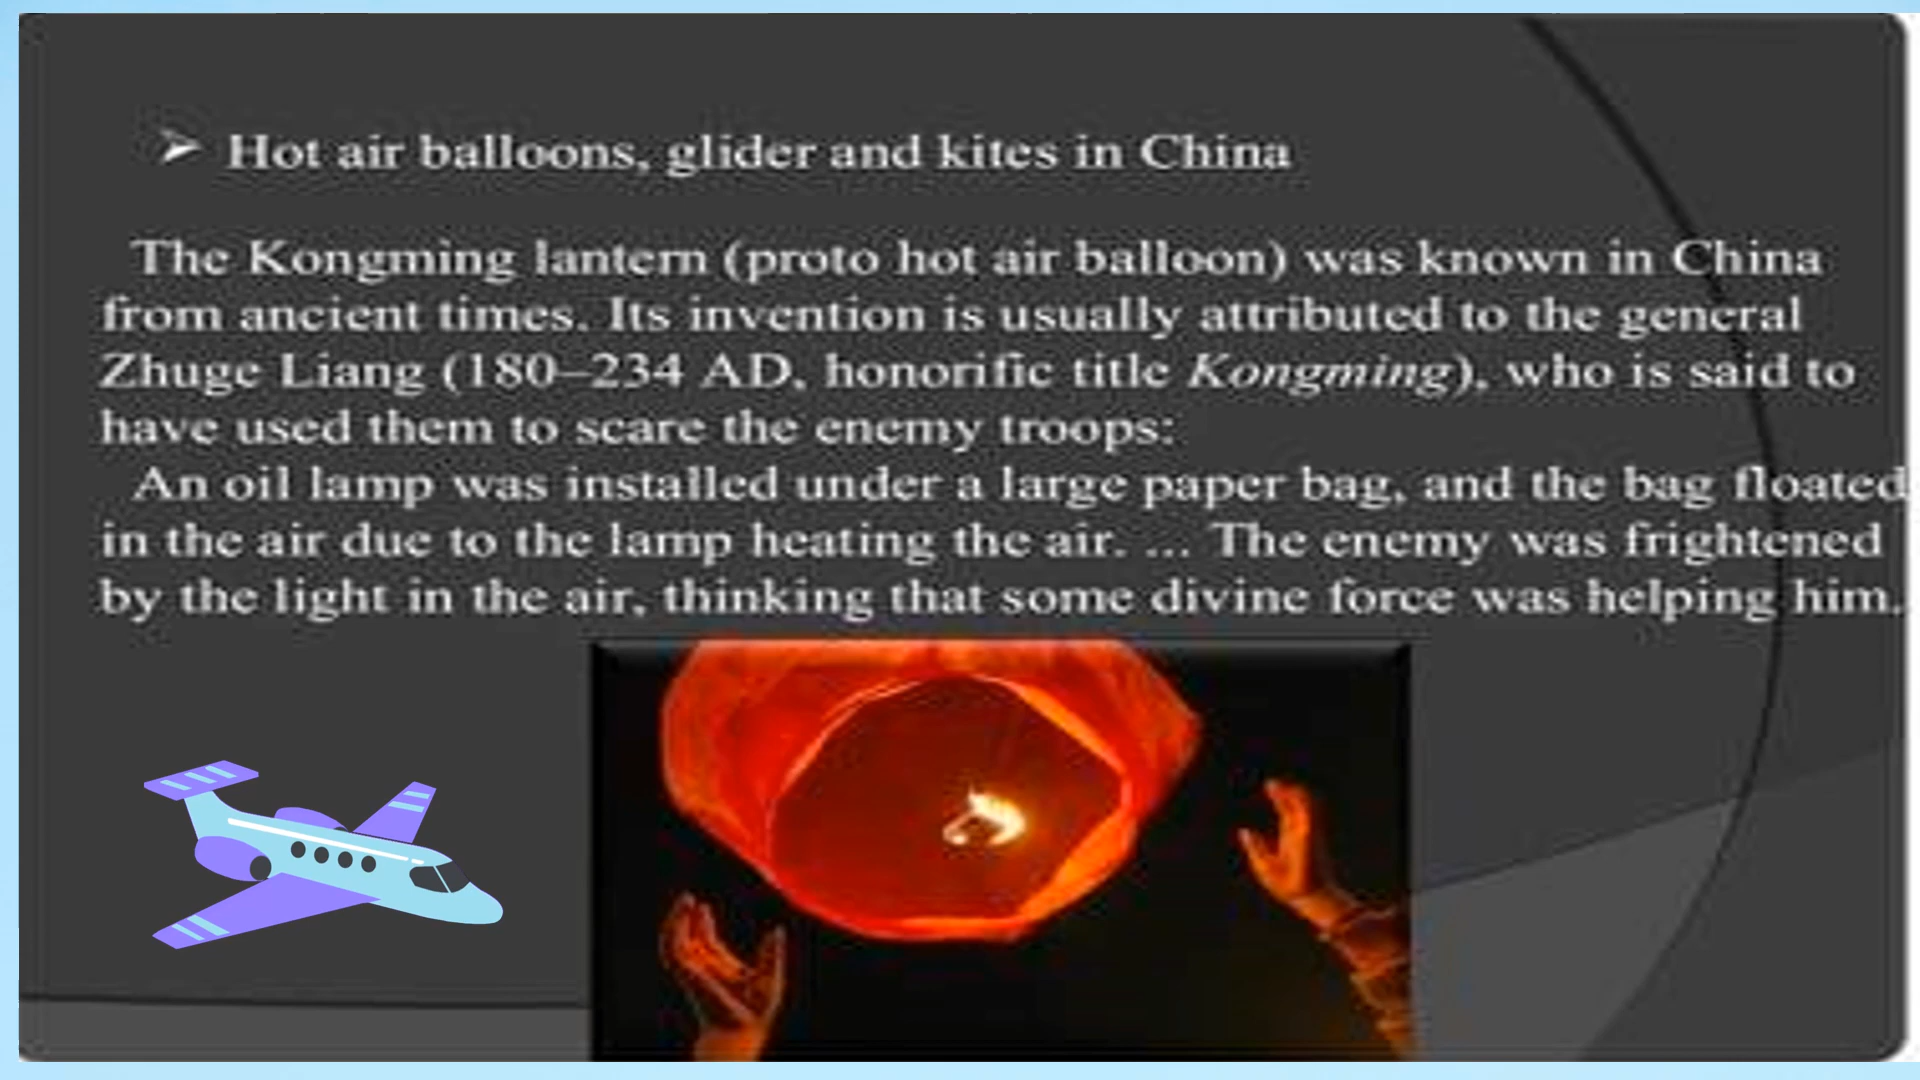 ➢ Hot air balloons, glider and kites in China
The Kongming lantern (proto hot air balloon) was known in China
from ancient times. Its invention is usually attributed to the general
Zhuge Liang (180–234 AD, honorific title Kongming), who is said to
have used them to scare the enemy troops:
An oil lamp was installed under a large paper bag, and the bag floated
in the air due to the lamp heating the air. ... The enemy was frightened
by the light in the air, thinking that some divine force was helping him.